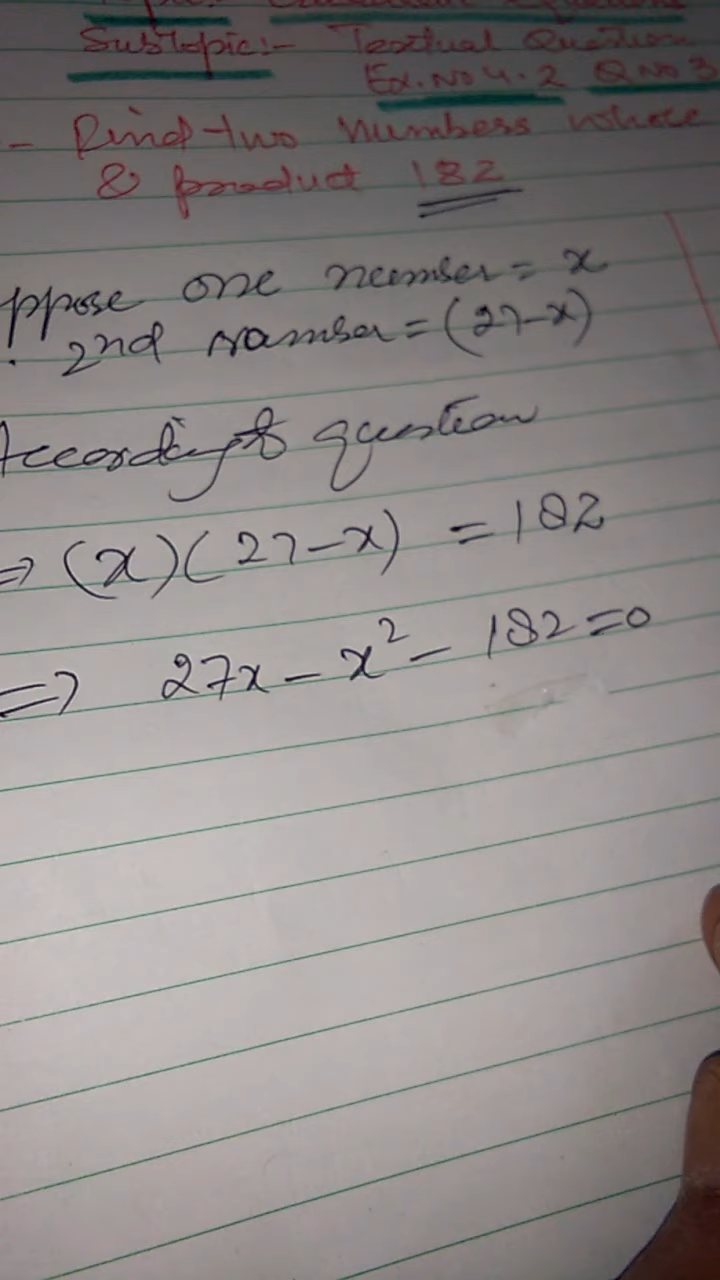 SubTopic:- Textual Question
Ex.No 4.2 Q No 3
- Find two Numbers whose
& product 182
ppose one number = x
2nd number = (27-x)
According to question
⇒ (x)(27-x) = 182
⇒ 27x - x² - 182 = 0